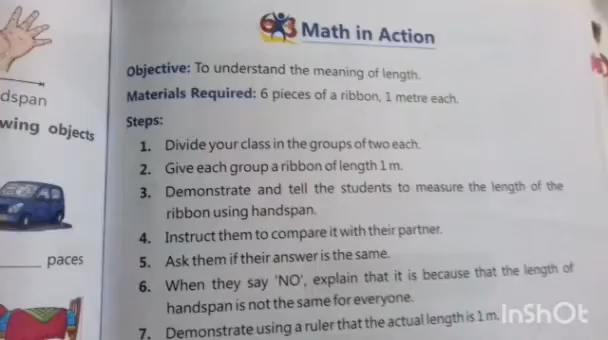 Math in Action
Objective: To understand the meaning of length.
Materials Required: 6 pieces of a ribbon, 1 metre each.
Steps:
1. Divide your class in the groups of two each.
2. Give each group a ribbon of length 1 m.
3. Demonstrate and tell the students to measure the length of the
ribbon using handspan.
4. Instruct them to compare it with their partner.
5. Ask them if their answer is the same.
6. When they say 'NO', explain that it is because that the length of
handspan is not the same for everyone.
7. Demonstrate using a ruler that the actual length is 1 m.
dspan
wing objects
paces
InShOt